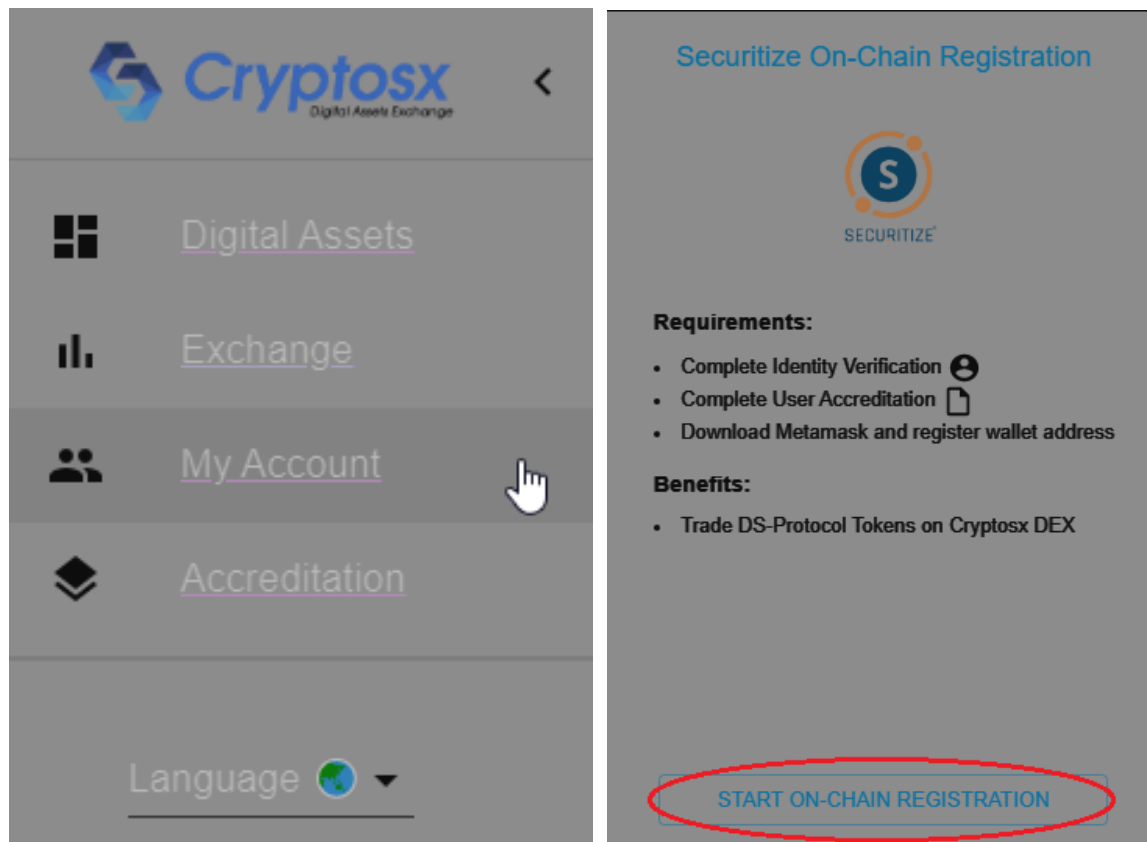 Cryptosx
Digital Assets Exchange
Digital Assets
Exchange
My Account
Accreditation
Language
Securitize On-Chain Registration
S
SECURITIZE
Requirements:
• Complete Identity Verification
• Complete User Accreditation
• Download Metamask and register wallet address
Benefits:
• Trade DS-Protocol Tokens on Cryptosx DEX
START ON-CHAIN REGISTRATION